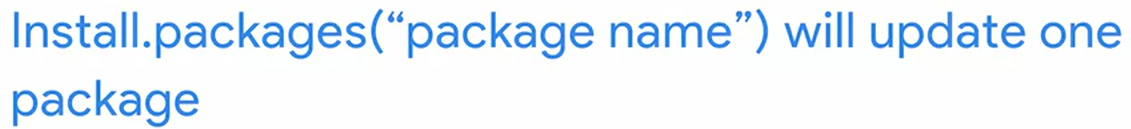 Install.packages(“package name”) will update one
package